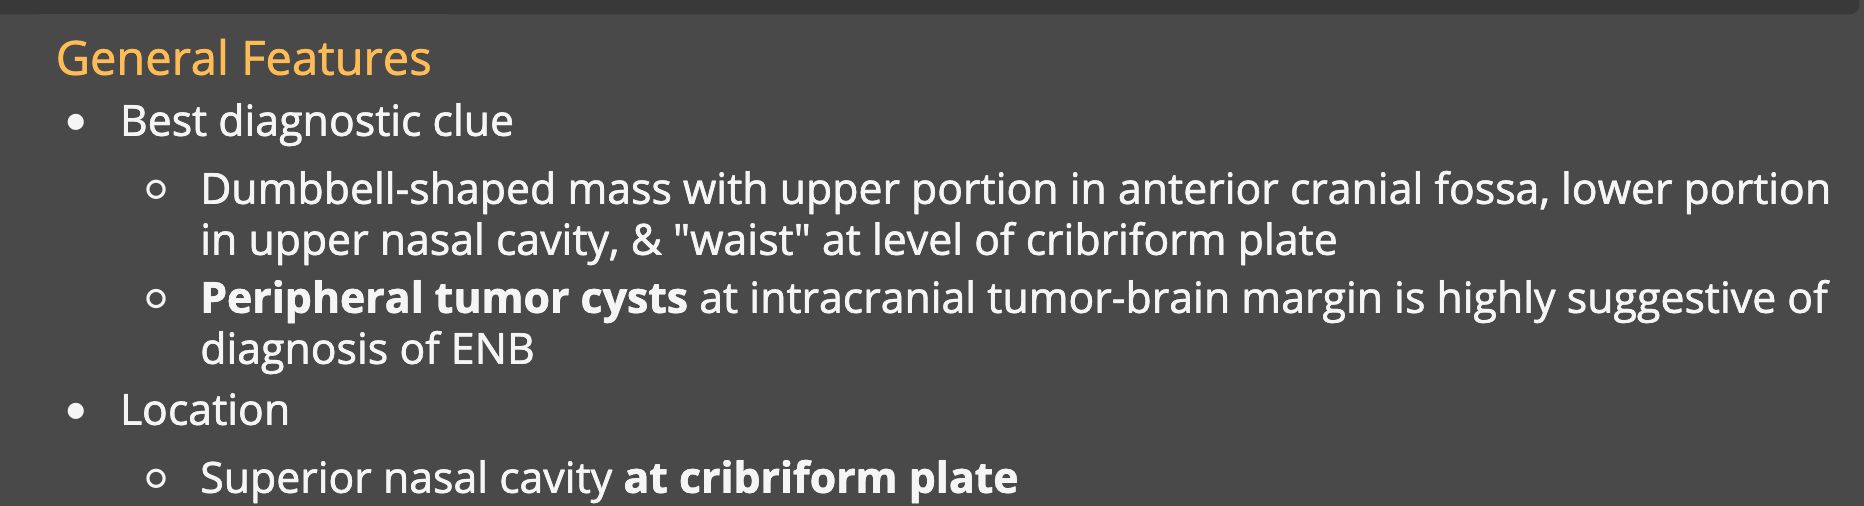 General Features
• Best diagnostic clue
○ Dumbbell-shaped mass with upper portion in anterior cranial fossa, lower portion
in upper nasal cavity, & "waist" at level of cribriform plate
○ Peripheral tumor cysts at intracranial tumor-brain margin is highly suggestive of
diagnosis of ENB
• Location
○ Superior nasal cavity at cribriform plate